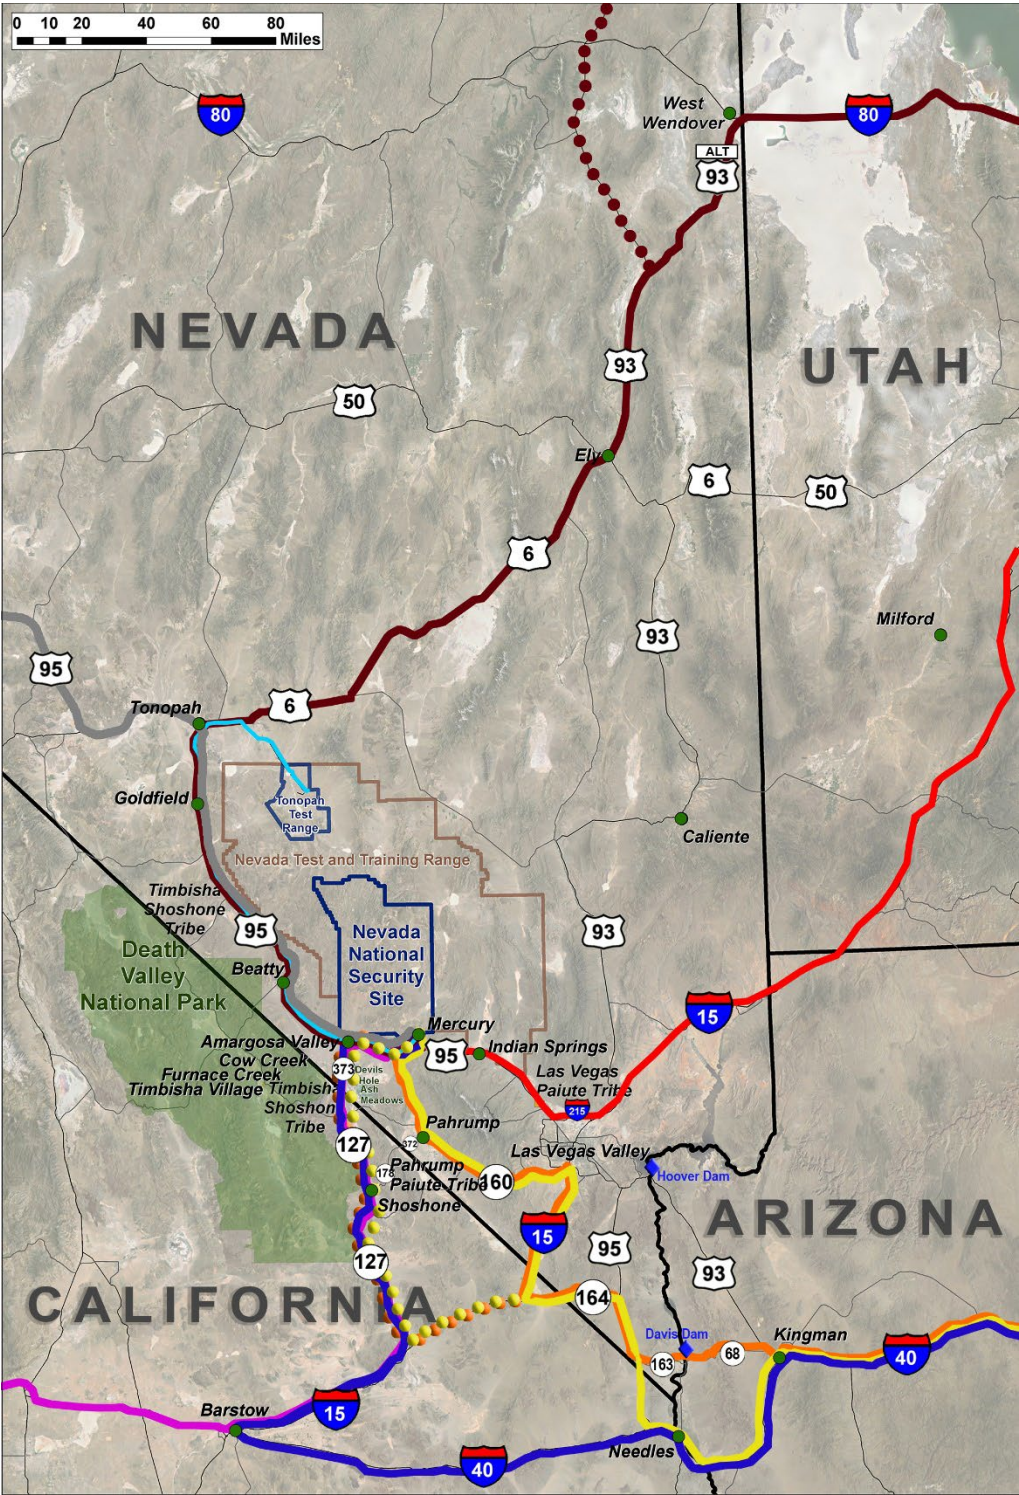 0 10 20 40 60 80
Miles
80
West
Wendover
80
ALT
93
NEVADA
UTAH
93
50
Ely
6
50
6
Milford
93
95
Tonopah
6
Goldfield
Tonopah
Test
Range
Caliente
Nevada Test and Training Range
Timbisha
Shoshone
Tribe
95
Death
Valley
National Park
Nevada
National
Security
Site
93
Beatty
15
Mercury
Amargosa Valley
95
Indian Springs
Cow Creek
Furnace Creek
Timbisha Village
373
Devils
Hole
Ash
Meadows
Las Vegas
Paiute Tribe
Timbisha
Shoshon
Tribe
215
Pahrump
127
372
Las Vegas Valley
Pahrump
Paiute Tribe
178
160
Hoover Dam
Shoshone
ARIZONA
15
95
127
93
CALIFORNIA
164
Davis Dam
Kingman
163
68
40
Barstow
15
Needles
40